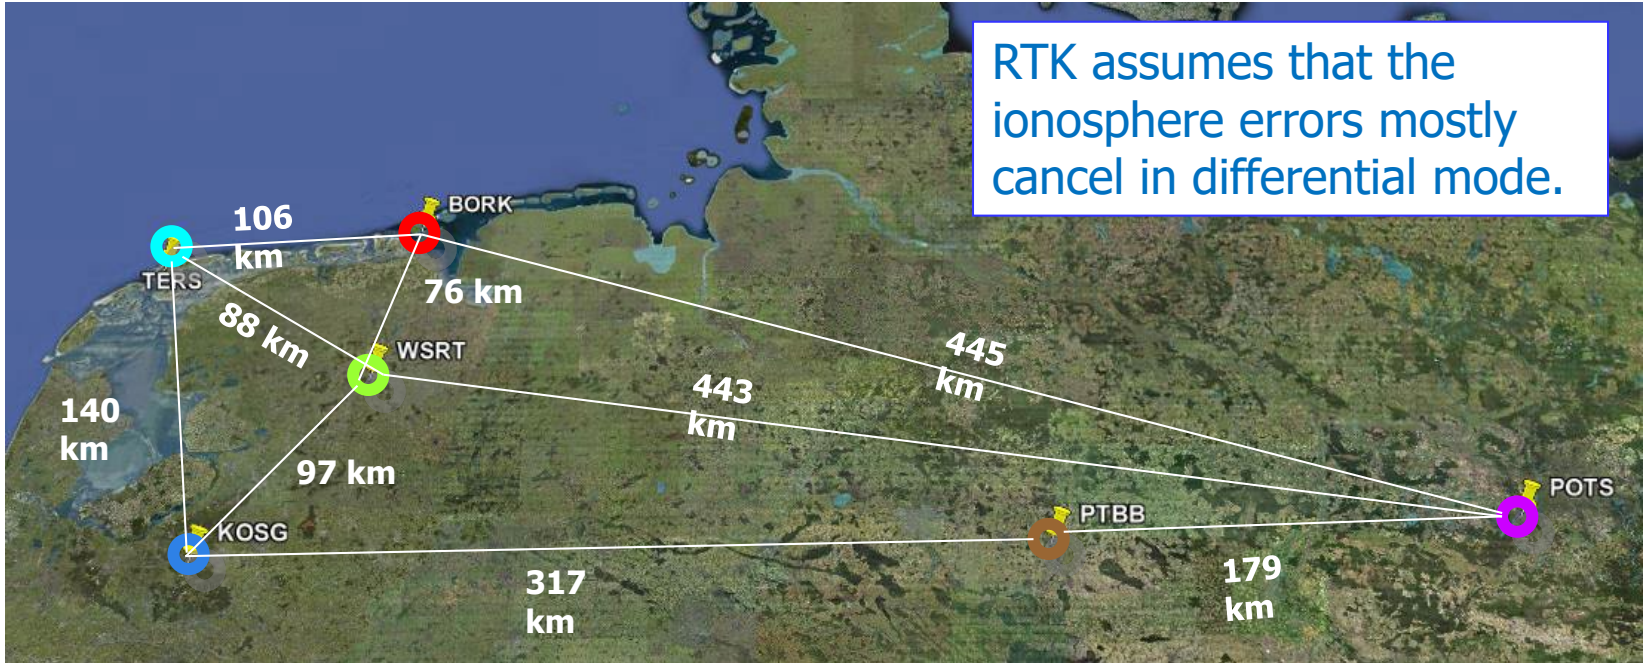 RTK assumes that the
ionosphere errors mostly
cancel in differential mode.
BORK
106
km
TERS
76 km
88 km
WSRT
445
km
443
km
140
km
97 km
POTS
PTBB
KOSG
317
km
179
km